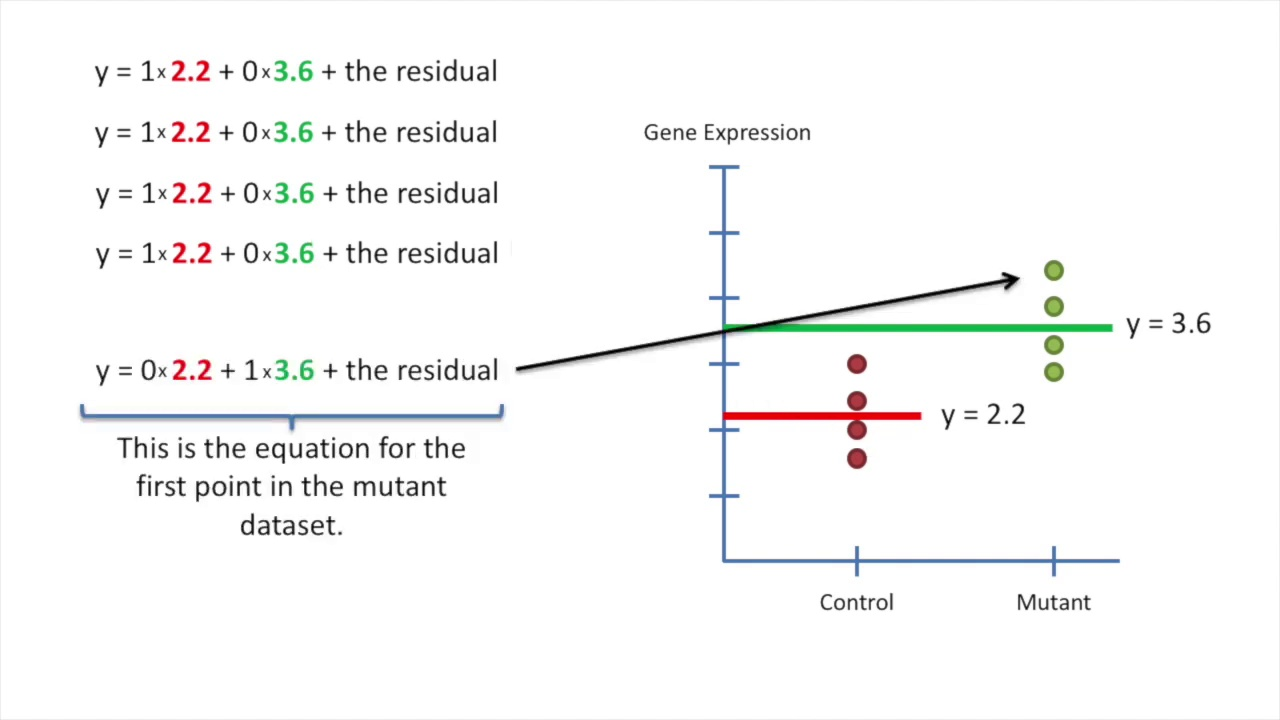 y = 1×2.2 + 0×3.6 + the residual
y = 1×2.2 + 0×3.6 + the residual
y = 1×2.2 + 0×3.6 + the residual
y = 1×2.2 + 0×3.6 + the residual
y = 0×2.2 + 1×3.6 + the residual
This is the equation for the
first point in the mutant
dataset.
Gene Expression
y = 3.6
y = 2.2
Control
Mutant